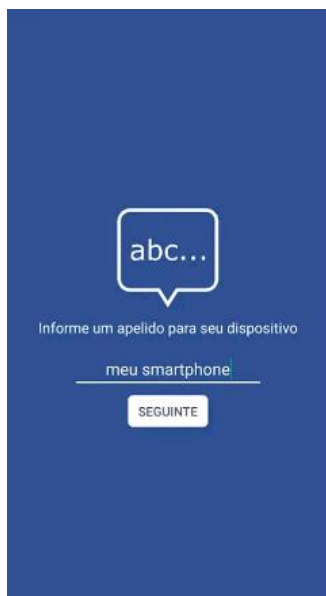 abc...
Informe um apelido para seu dispositivo
meu smartphone
SEGUINTE